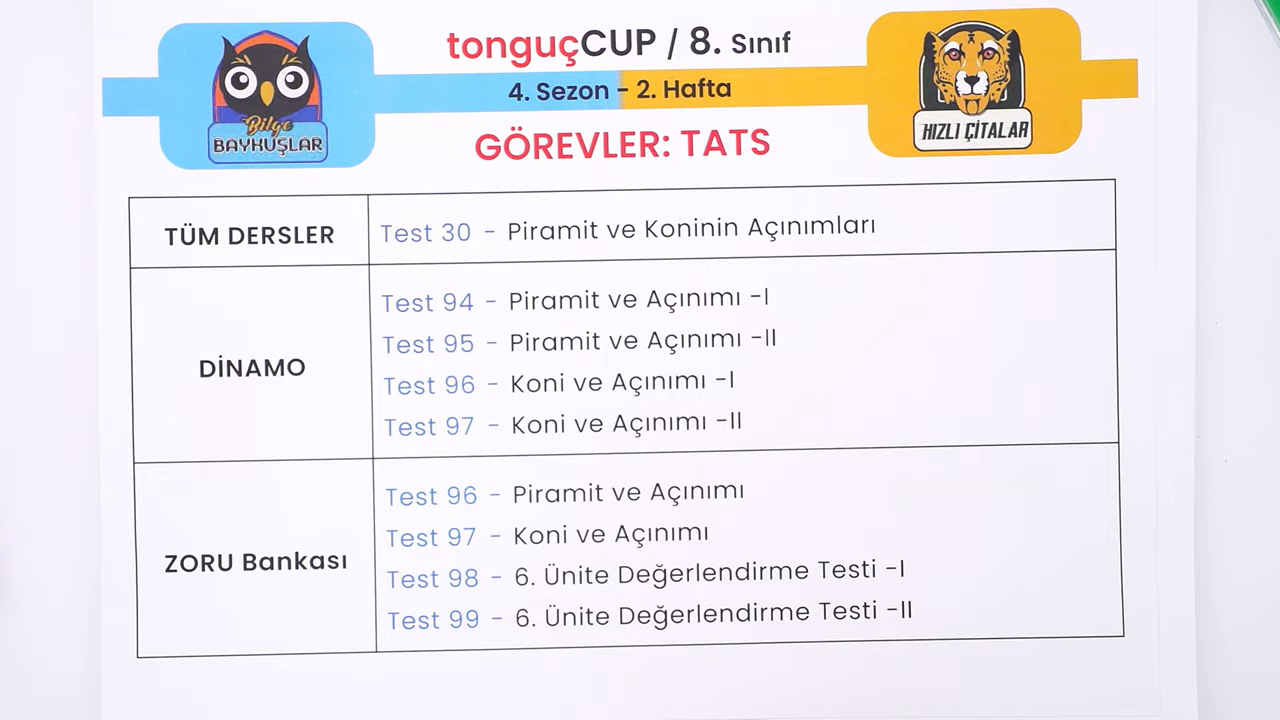 tonguçCUP / 8. Sınıf
4. Sezon - 2. Hafta
Bilge
BAYKUŞLAR
HIZLI ÇİTALAR
GÖREVLER: TATS
TÜM DERSLER
Test 30 - Piramit ve Koninin Açınımları
DİNAMO
Test 94 - Piramit ve Açınımı -I
Test 95 - Piramit ve Açınımı -II
Test 96 - Koni ve Açınımı -I
Test 97 - Koni ve Açınımı -II
ZORU Bankası
Test 96 - Piramit ve Açınımı
Test 97 - Koni ve Açınımı
Test 98 - 6. Ünite Değerlendirme Testi -I
Test 99 - 6. Ünite Değerlendirme Testi -II